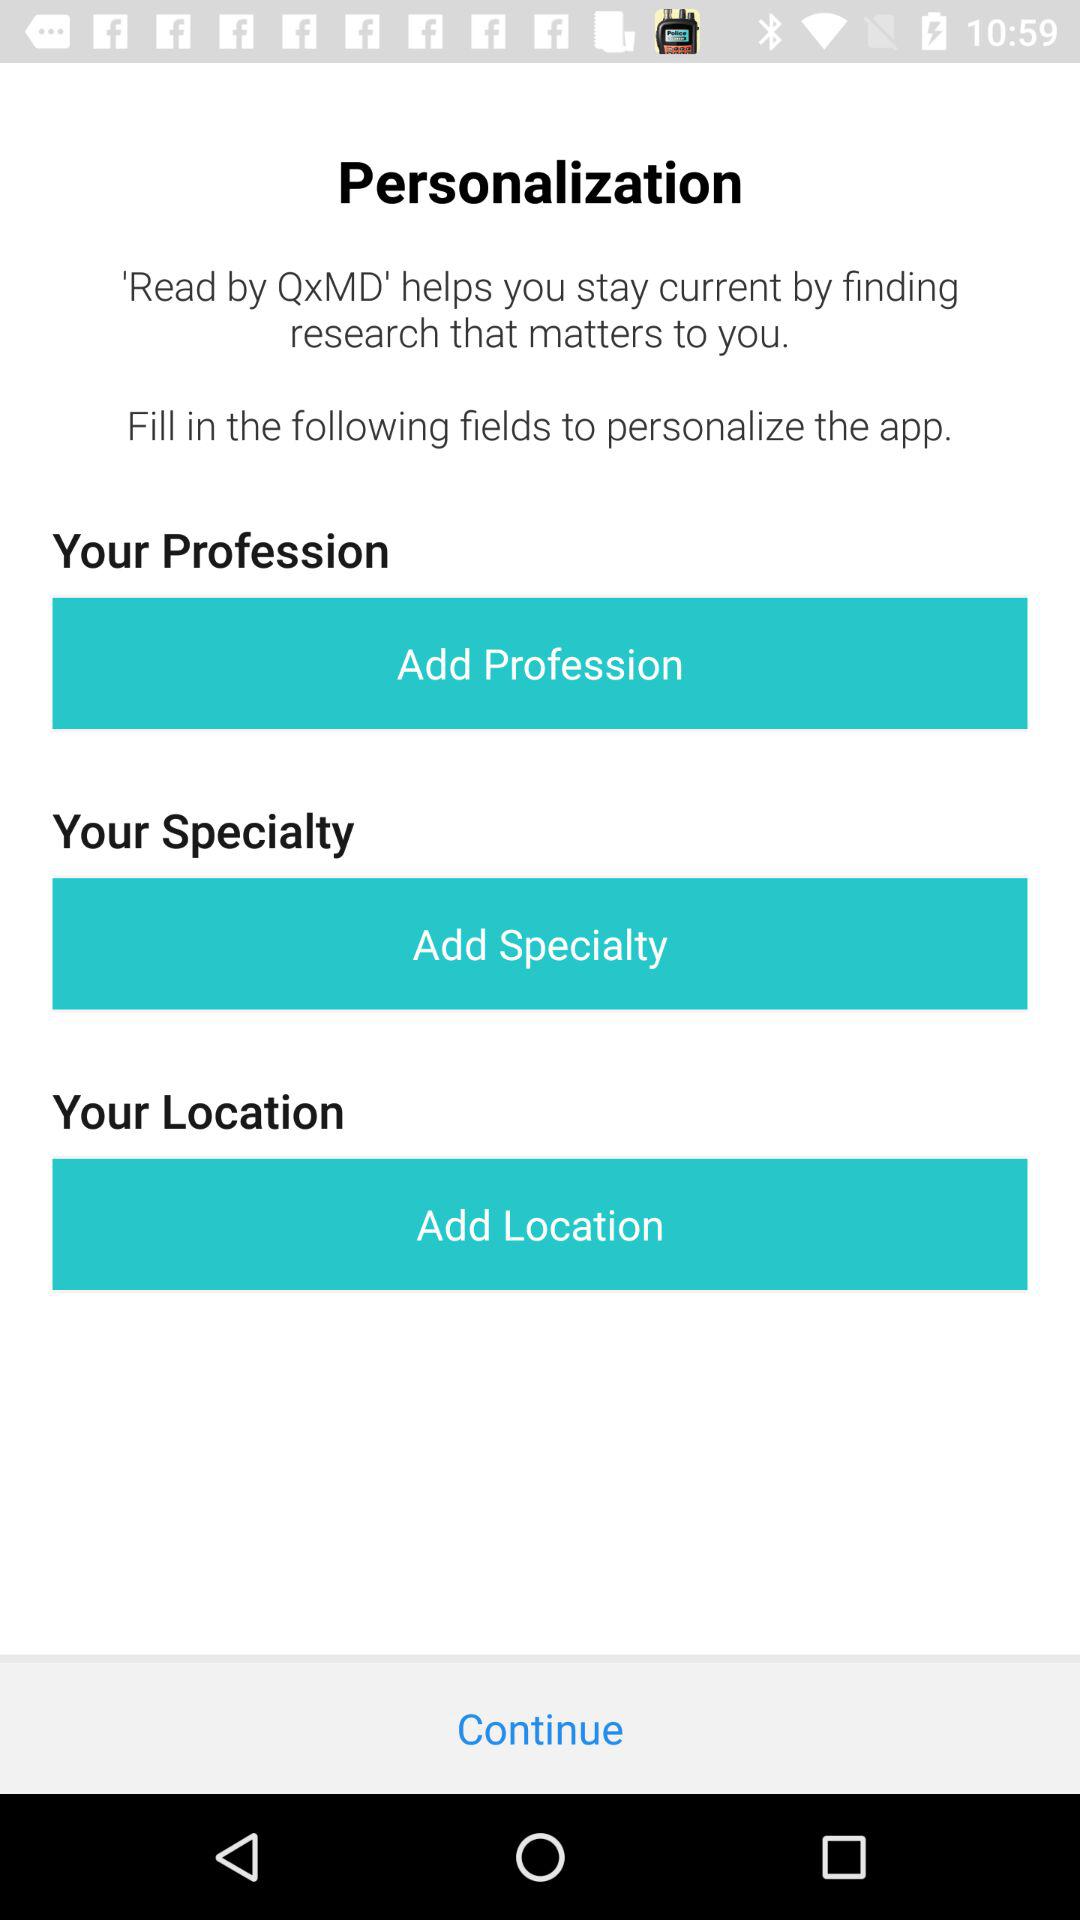 10:59
Personalization
'Read by QxMD' helps you stay current by finding
research that matters to you.
Fill in the following fields to personalize the app.
Your Profession
Add Profession
Your Specialty
Add Specialty
Your Location
Add Location
Continue